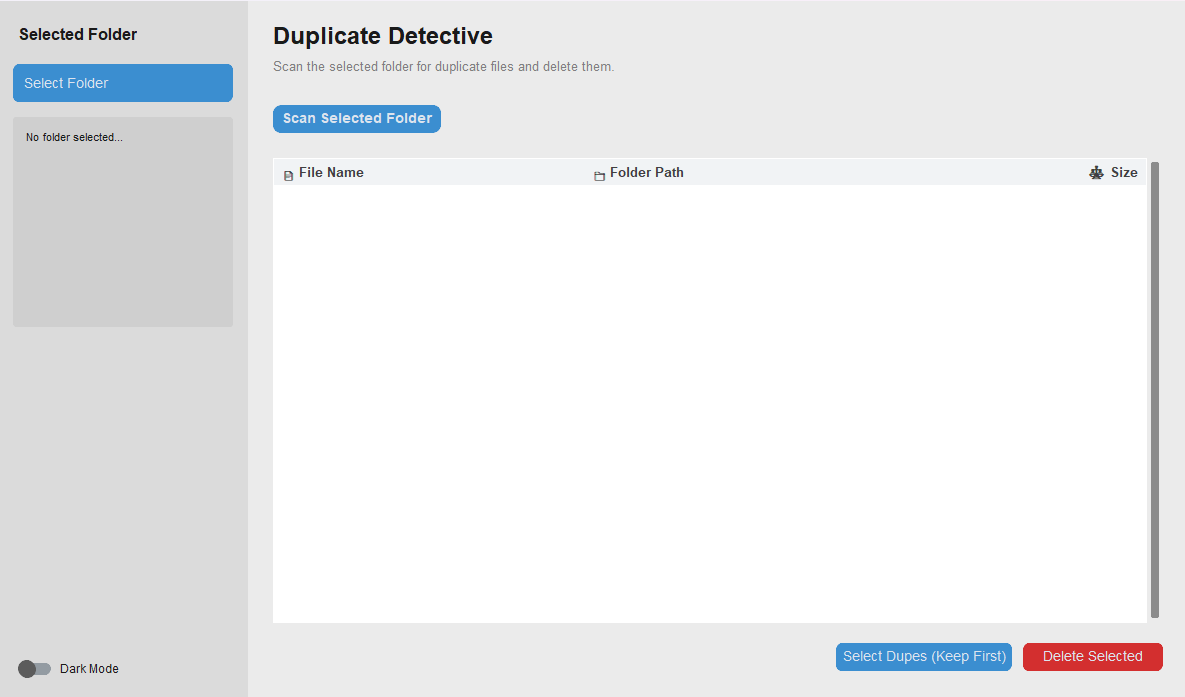 Selected Folder
Select Folder
No folder selected...
Dark Mode
Duplicate Detective
Scan the selected folder for duplicate files and delete them.
Scan Selected Folder
File Name Folder Path Size
Select Dupes (Keep First) Delete Selected